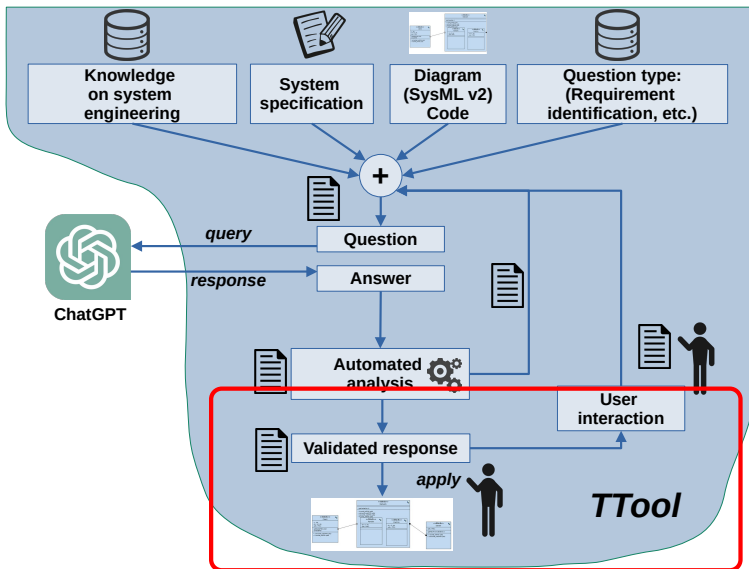 Knowledge
on system
engineering
System
specification
Diagram
(SysML v2)
Code
Question type:
(Requirement
identification, etc.)
+
query
Question
response
Answer
ChatGPT
Automated
analysis
User
interaction
Validated response
apply
TTool